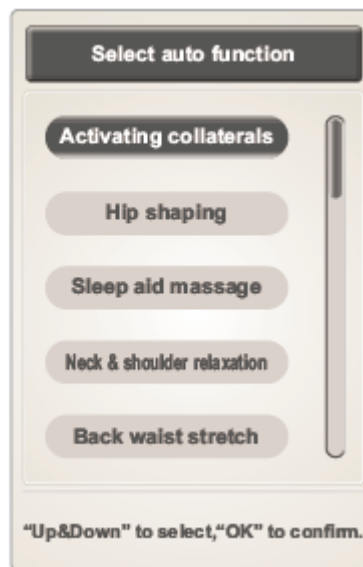 Select auto function
Activating collaterals
Hip shaping
Sleep aid massage
Neck & shoulder relaxation
Back waist stretch
“Up&Down” to select,“OK” to confirm.